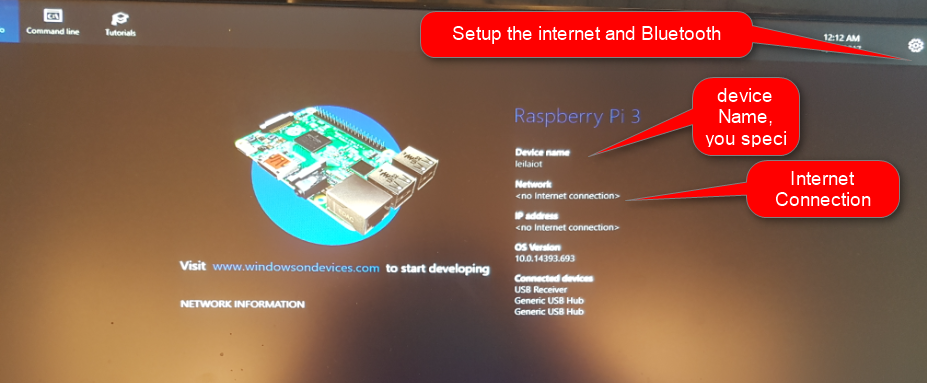 Command line
Tutorials
Setup the internet and Bluetooth
12:12 AM
Raspberry Pi 3
device
Name,
you speci
Device name
leilaiot
Network
<no Internet connection>
Internet
Connection
IP address
<no Internet connection>
OS Version
10.0.14393.693
Connected devices
USB Receiver
Generic USB Hub
Generic USB Hub
Visit www.windowsondevices.com to start developing
NETWORK INFORMATION